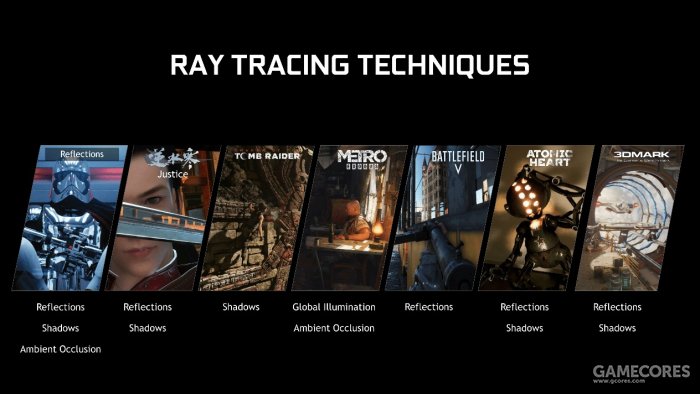 RAY TRACING TECHNIQUES
Reflections
逆水寒
Justice
TOMB RAIDER
METRO
EXODUS
BATTLEFIELD
V
ATOMIC
HEART
3DMARK
Reflections
Shadows
Ambient Occlusion
Reflections
Shadows
Shadows
Global Illumination
Ambient Occlusion
Reflections
Reflections
Shadows
Reflections
Shadows
GAMECORES
www.gcores.com